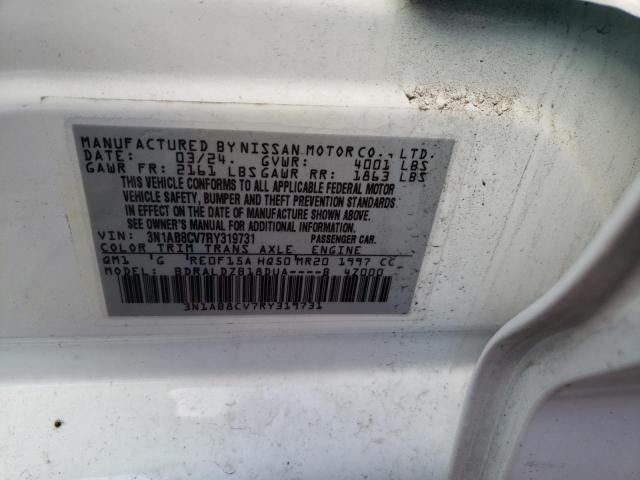 MANUFACTURED BY NISSAN MOTOR CO., LTD.
DATE: 03/24. GVWR: 4001 LBS
GAWR FR: 2161 LBS GAWR RR: 1863 LBS
THIS VEHICLE CONFORMS TO ALL APPLICABLE FEDERAL MOTOR
VEHICLE SAFETY, BUMPER AND THEFT PREVENTION STANDARDS
IN EFFECT ON THE DATE OF MANUFACTURE SHOWN ABOVE.
SEE OWNER'S MANUAL FOR ADDITIONAL INFORMATION.
VIN: 3N1AB8CV7RY319731 PASSENGER CAR.
COLOR TRIM TRANS AXLE ENGINE
QM1 G RE0F15A HQ50 MR20 1997 CC
MODEL: BDRALDZB18DUA----B 47000
3N1AB8CV7RY319731